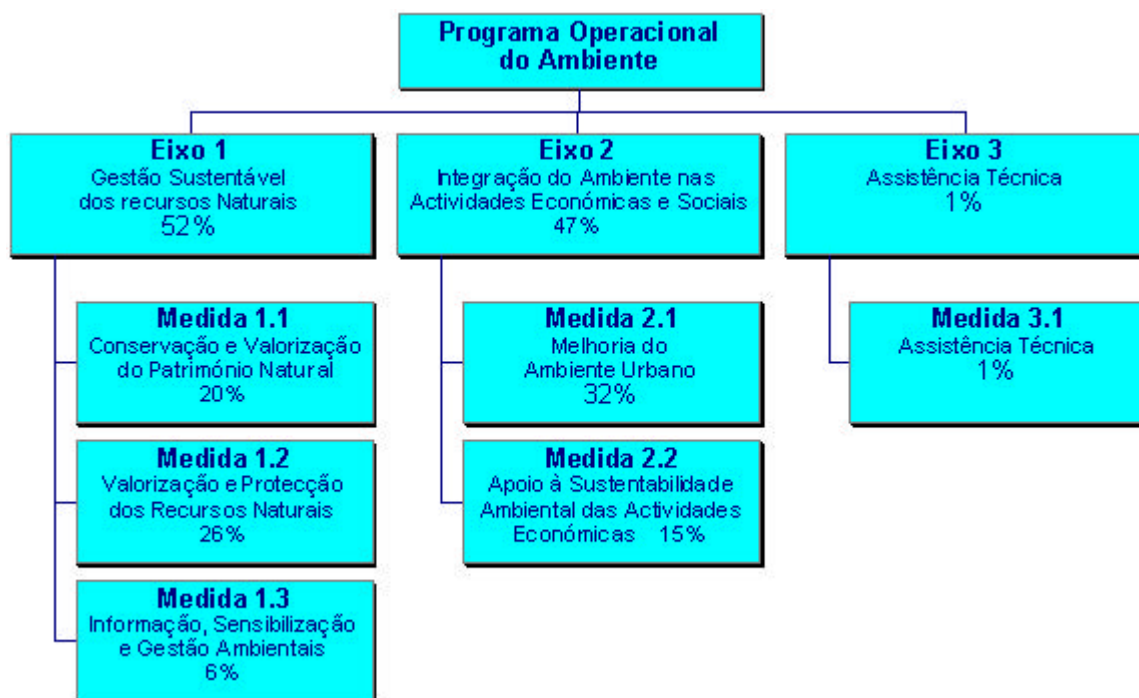 Programa Operacional
do Ambiente
Eixo 1
Gestão Sustentável
dos recursos Naturais
52%
Eixo 2
Integração do Ambiente nas
Actividades Económicas e Sociais
47%
Eixo 3
Assistência Técnica
1%
Medida 1.1
Conservação e Valorização
do Património Natural
20%
Medida 1.2
Valorização e Protecção
dos Recursos Naturais
26%
Medida 1.3
Informação, Sensibilização
e Gestão Ambientais
6%
Medida 2.1
Melhoria do
Ambiente Urbano
32%
Medida 2.2
Apoio à Sustentabilidade
Ambiental das Actividades
Económicas 15%
Medida 3.1
Assistência Técnica
1%